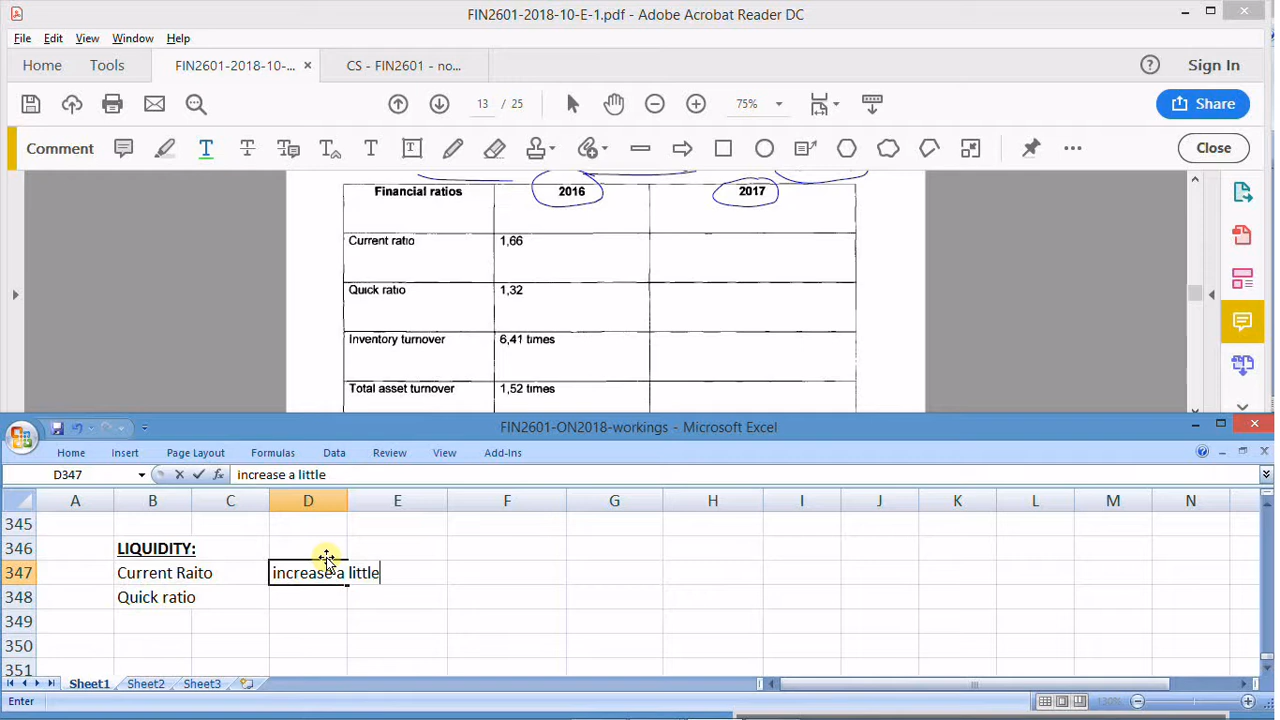 FIN2601-2018-10-E-1.pdf - Adobe Acrobat Reader DC
File Edit View Window Help
Home Tools FIN2601-2018-10-... × CS - FIN2601 - no... ? Sign In
13 / 25 75% Share
Comment T T T T T ••• Close
Financial ratios 2016 2017
Current ratio 1,66
Quick ratio 1,32
Inventory turnover 6,41 times
Total asset turnover 1,52 times
FIN2601-ON2018-workings - Microsoft Excel
Home Insert Page Layout Formulas Data Review View Add-Ins
D347 fx increase a little
A B C D E F G H I J K L M N
345
346 LIQUIDITY:
347 Current Raito increase a little
348 Quick ratio
349
350
351
Sheet1 Sheet2 Sheet3
Enter 130%